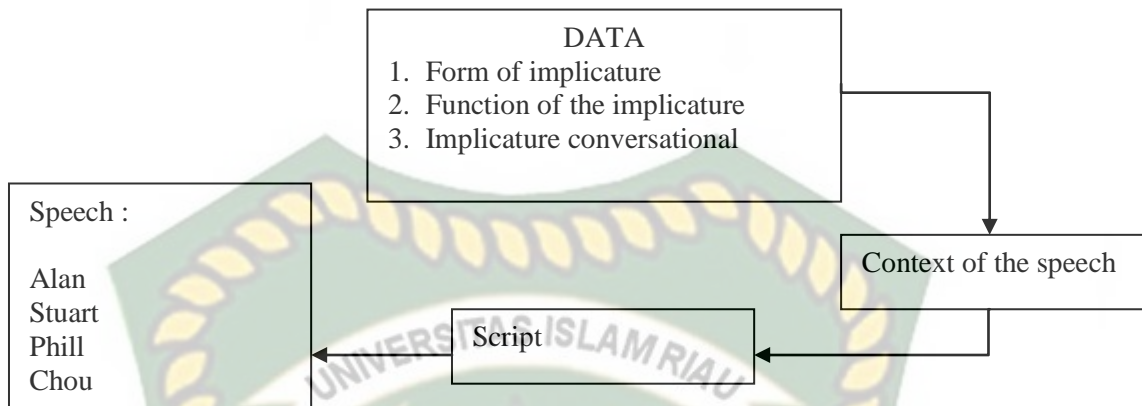 DATA
1. Form of implicature
2. Function of the implicature
3. Implicature conversational
Context of the speech
Script
Speech :
Alan
Stuart
Phill
Chou
UNIVERSITAS ISLAM RIAU